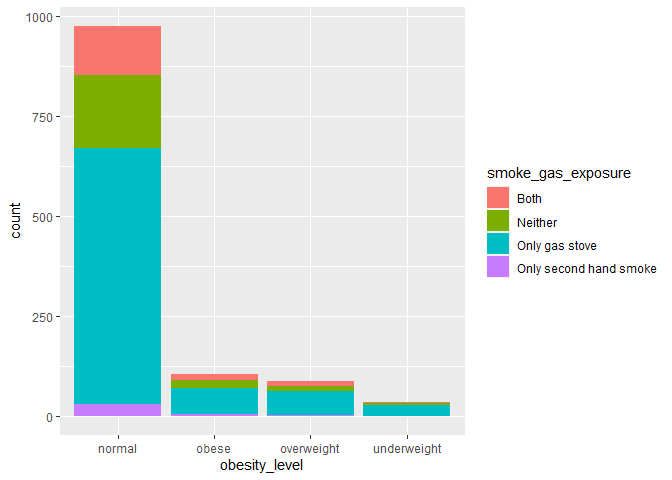 1000
750
500
250
0
count
normal
obese
overweight
underweight
obesity_level
smoke_gas_exposure
Both
Neither
Only gas stove
Only second hand smoke